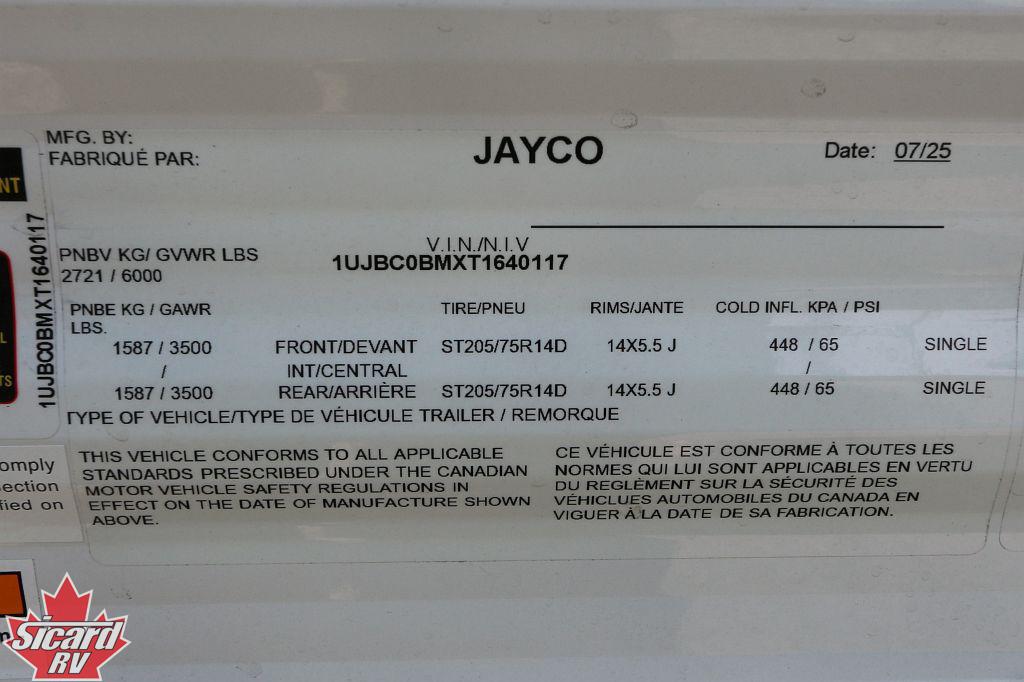 MFG. BY:
FABRIQUÉ PAR:
JAYCO
Date: 07/25
V.I.N./N.I.V
1UJBC0BMXT1640117
PNBV KG/ GVWR LBS
2721 / 6000
PNBE KG / GAWR
LBS.
TIRE/PNEU RIMS/JANTE COLD INFL. KPA / PSI
1587 / 3500 FRONT/DEVANT ST205/75R14D 14X5.5 J 448 / 65 SINGLE
/ INT/CENTRAL /
1587 / 3500 REAR/ARRIÈRE ST205/75R14D 14X5.5 J 448 / 65 SINGLE
TYPE OF VEHICLE/TYPE DE VÉHICULE TRAILER / REMORQUE
THIS VEHICLE CONFORMS TO ALL APPLICABLE
STANDARDS PRESCRIBED UNDER THE CANADIAN
MOTOR VEHICLE SAFETY REGULATIONS IN
EFFECT ON THE DATE OF MANUFACTURE SHOWN
ABOVE.
CE VÉHICULE EST CONFORME À TOUTES LES
NORMES QUI LUI SONT APPLICABLES EN VERTU
DU REGLÈMENT SUR LA SÉCURITÉ DES
VÉHICLUES AUTOMOBILES DU CANADA EN
VIGUER À LA DATE DE SA FABRICATION.
1UJBC0BMXT1640117
NT
L
TS
omply
ection
fied on
Sicard
RV